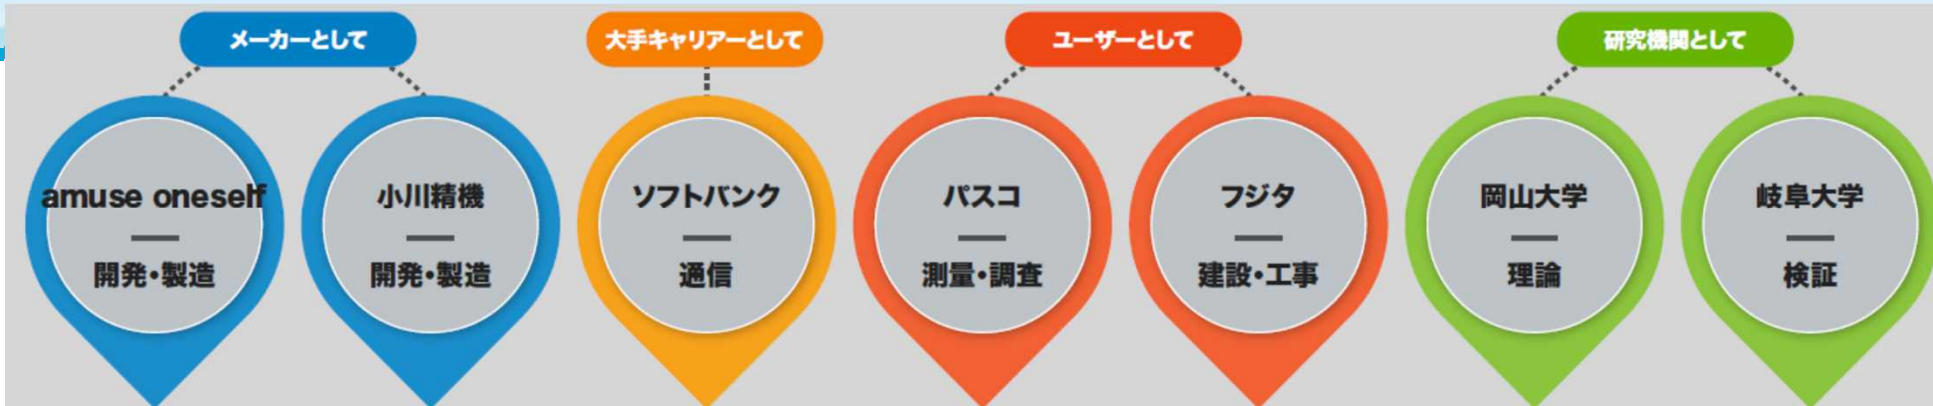 メーカーとして
大手キャリアーとして
ユーザーとして
研究機関として
amuse oneself
開発・製造
小川精機
開発・製造
ソフトバンク
通信
パスコ
測量・調査
フジタ
建設・工事
岡山大学
理論
岐阜大学
検証